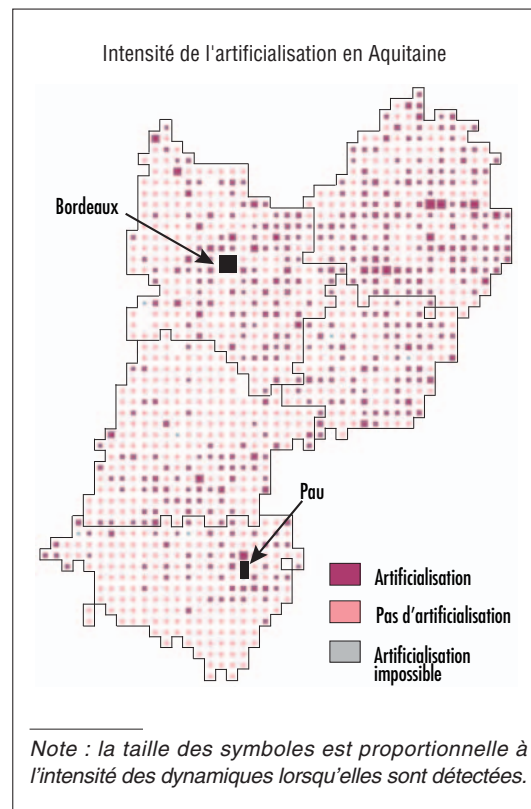 Intensité de l'artificialisation en Aquitaine
Bordeaux
Pau
Artificialisation
Pas d'artificialisation
Artificialisation
impossible
Note : la taille des symboles est proportionnelle à
l'intensité des dynamiques lorsqu'elles sont détectées.